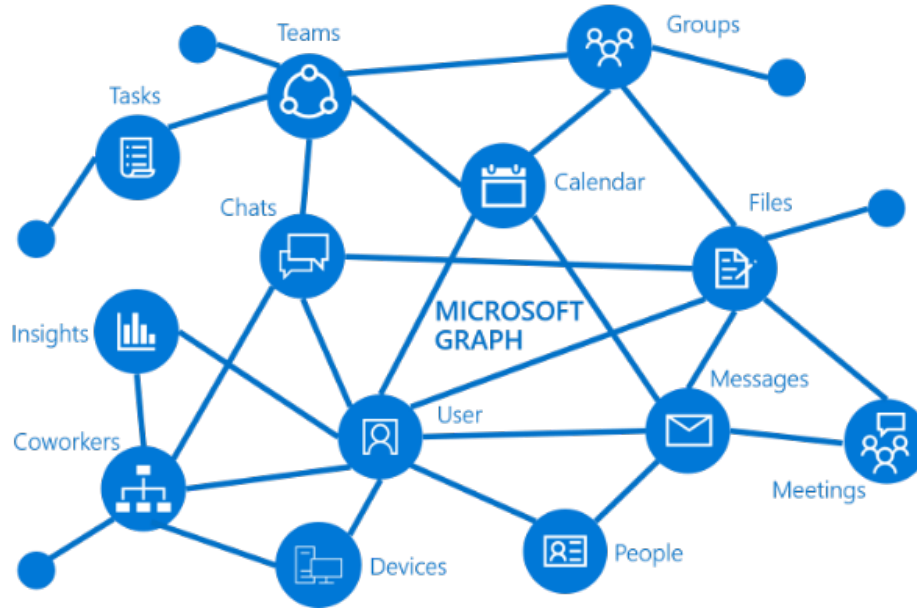 Teams
Groups
Tasks
Calendar
Chats
Files
MICROSOFT
GRAPH
Insights
Messages
User
Coworkers
Meetings
People
Devices